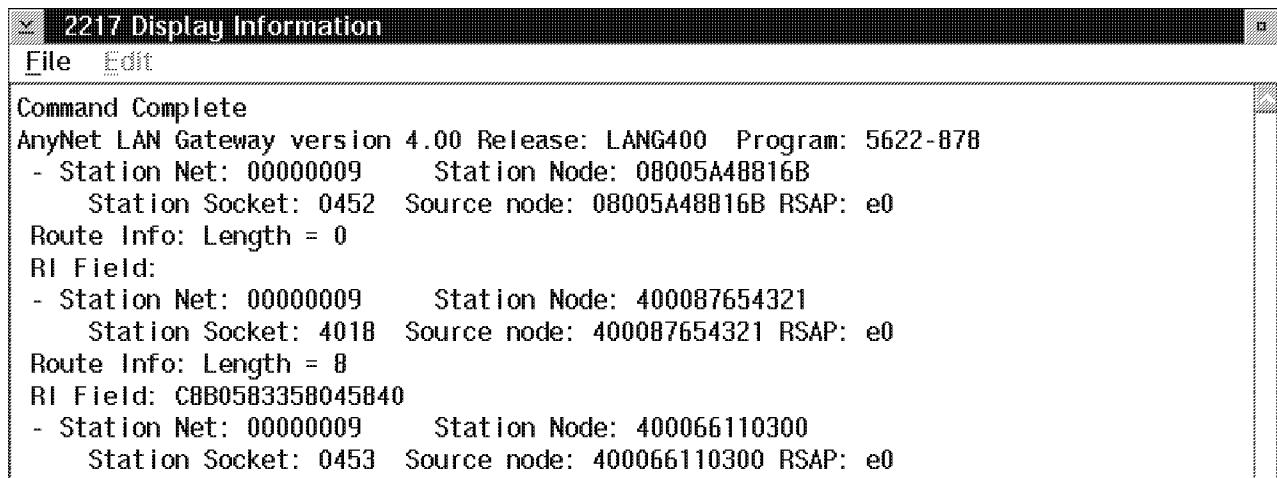 2217 Display Information
File Edit
Command Complete
AnyNet LAN Gateway version 4.00 Release: LANG400 Program: 5622-878
- Station Net: 00000009 Station Node: 08005A48816B
Station Socket: 0452 Source node: 08005A48816B RSAP: e0
Route Info: Length = 0
RI Field:
- Station Net: 00000009 Station Node: 400087654321
Station Socket: 4018 Source node: 400087654321 RSAP: e0
Route Info: Length = 8
RI Field: C8B0583358045840
- Station Net: 00000009 Station Node: 400066110300
Station Socket: 0453 Source node: 400066110300 RSAP: e0